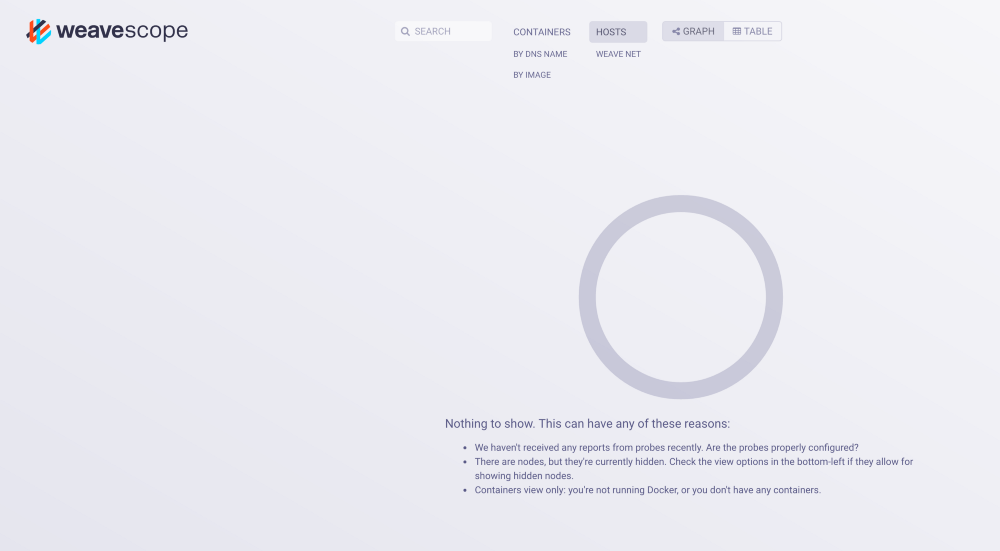 weavescope
SEARCH
CONTAINERS
HOSTS
GRAPH
TABLE
BY DNS NAME
WEAVE NET
BY IMAGE
Nothing to show. This can have any of these reasons:
• We haven't received any reports from probes recently. Are the probes properly configured?
• There are nodes, but they're currently hidden. Check the view options in the bottom-left if they allow for
showing hidden nodes.
• Containers view only: you're not running Docker, or you don't have any containers.